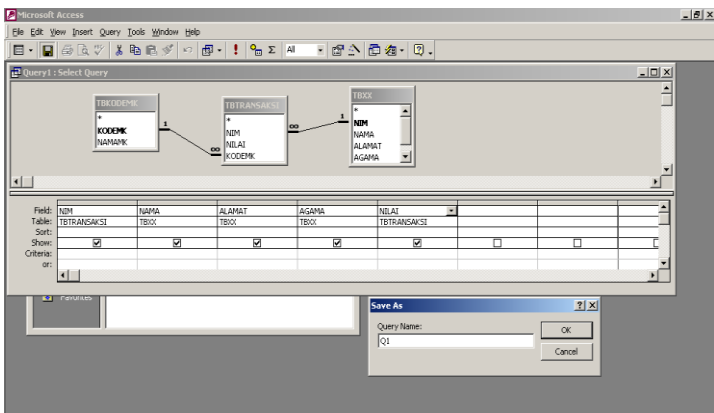 Microsoft Access
File Edit View Insert Query Tools Window Help
All
Query1 : Select Query
TBKODEMK
*
KODEMK
NAMAMK
1
∞
TBTRANSAKSI
*
NIM
NILAI
KODEMK
∞
1
TBXX
*
NIM
NAMA
ALAMAT
AGAMA
Field: NIM NAMA ALAMAT AGAMA NILAI
Table: TBTRANSAKSI TBXX TBXX TBXX TBTRANSAKSI
Sort:
Show:
Criteria:
or:
Favorites
Save As
Query Name:
Q1
OK
Cancel